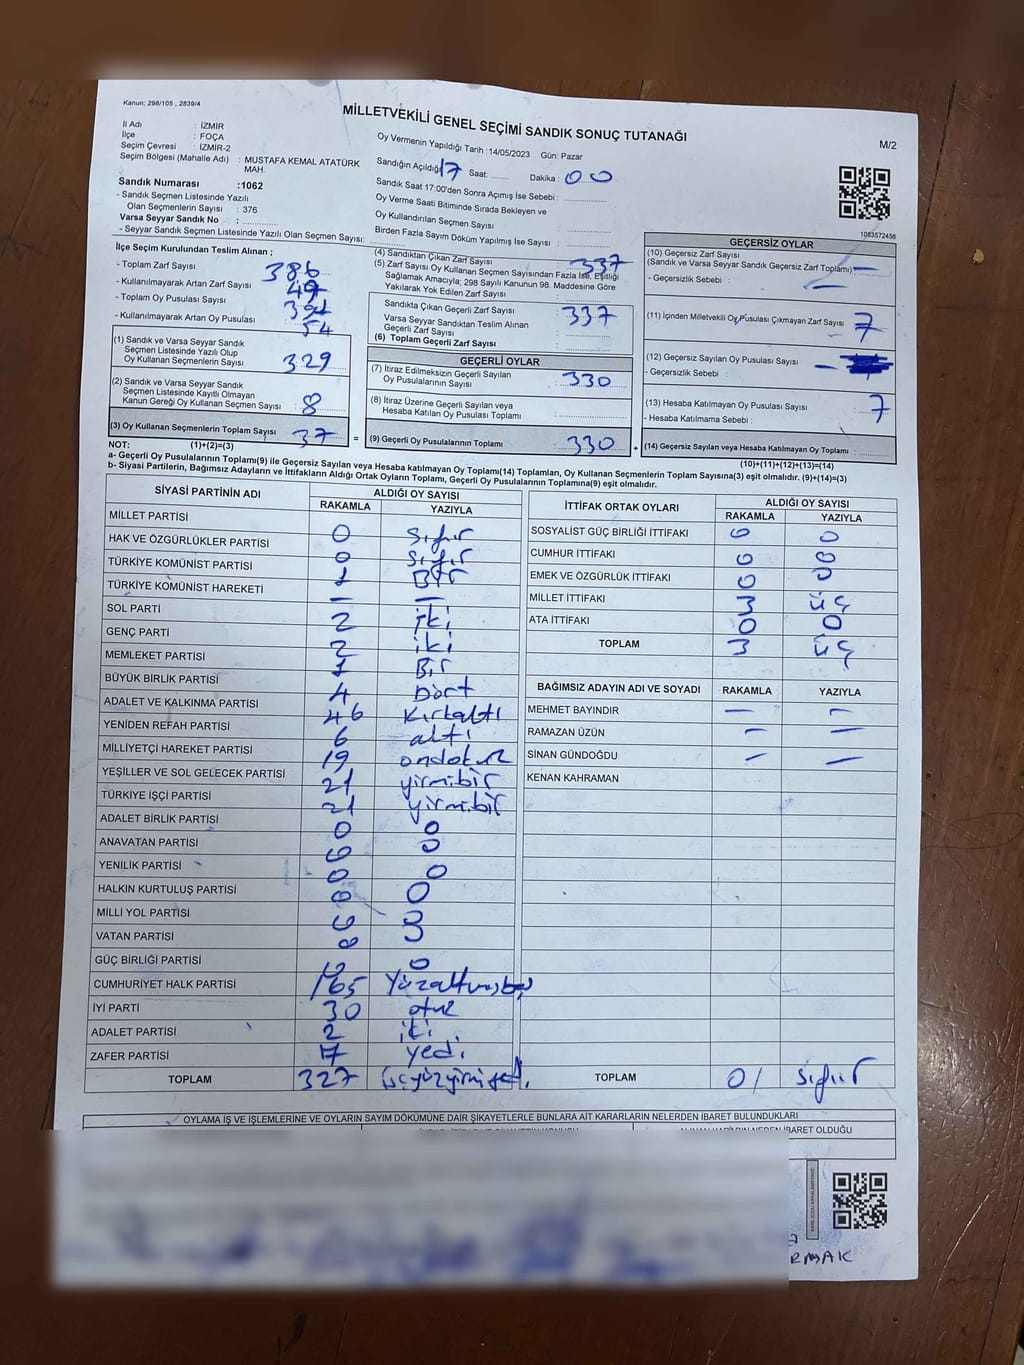 Kanun: 298/105 , 2839/4
MİLLETVEKİLİ GENEL SEÇİMİ SANDIK SONUÇ TUTANAĞI
M/2
İl Adı : İZMİR
İlçe : FOÇA
Seçim Çevresi : İZMİR-2
Seçim Bölgesi (Mahalle Adı) : MUSTAFA KEMAL ATATÜRK
MAH.
Sandık Numarası :1062
- Sandık Seçmen Listesinde Yazılı
Olan Seçmenlerin Sayısı : 376
Varsa Seyyar Sandık No :
- Seyyar Sandık Seçmen Listesinde Yazılı Olan Seçmen Sayısı:
Oy Vermenin Yapıldığı Tarih :14/05/2023 Gün: Pazar
Sandığın Açıldığı 17 Saat: Dakika : 00
Sandık Saat 17:00'den Sonra Açımış İse Sebebi :
Oy Verme Saati Bitiminde Sırada Bekleyen ve
Oy Kullandırılan Seçmen Sayısı :
Birden Fazla Sayım Döküm Yapılmış İse Sayısı :
1083572456
İlçe Seçim Kurulundan Teslim Alınan ;
- Toplam Zarf Sayısı : 386
- Kullanılmayarak Artan Zarf Sayısı : 49
- Toplam Oy Pusulası Sayısı :
- Kullanılmayarak Artan Oy Pusulası : 54
(1) Sandık ve Varsa Seyyar Sandık
Seçmen Listesinde Yazılı Olup
Oy Kullanan Seçmenlerin Sayısı : 329
(2) Sandık ve Varsa Seyyar Sandık
Seçmen Listesinde Kayıtlı Olmayan
Kanun Gereği Oy Kullanan Seçmen Sayısı : 8
(3) Oy Kullanan Seçmenlerin Toplam Sayısı : 37
(1)+(2)=(3)
(4) Sandıktan Çıkan Zarf Sayısı : 337
(5) Zarf Sayısı Oy Kullanan Seçmen Sayısından Fazla İse, Eşitliği
Sağlamak Amacıyla; 298 Sayılı Kanunun 98. Maddesine Göre
Yakılarak Yok Edilen Zarf Sayısı :
Sandıkta Çıkan Geçerli Zarf Sayısı : 337
Varsa Seyyar Sandıktan Teslim Alınan
Geçerli Zarf Sayısı :
(6) Toplam Geçerli Zarf Sayısı :
GEÇERLİ OYLAR
(7) İtiraz Edilmeksizin Geçerli Sayılan
Oy Pusulalarının Sayısı : 330
(8) İtiraz Üzerine Geçerli Sayılan veya
Hesaba Katılan Oy Pusulası Toplamı :
= (9) Geçerli Oy Pusulalarının Toplamı : 330 +
GEÇERSİZ OYLAR
(10) Geçersiz Zarf Sayısı
(Sandık ve Varsa Seyyar Sandık Geçersiz Zarf Toplamı) —
- Geçersizlik Sebebi : —
(11) İçinden Milletvekili Oy Pusulası Çıkmayan Zarf Sayısı : 7
(12) Geçersiz Sayılan Oy Pusulası Sayısı : —
- Geçersizlik Sebebi :
(13) Hesaba Katılmayan Oy Pusulası Sayısı : 7
- Hesaba Katılmama Sebebi :
(14) Geçersiz Sayılan veya Hesaba Katılmayan Oy Toplamı :
(10)+(11)+(12)+(13)=(14)
NOT:
a- Geçerli Oy Pusulalarının Toplamı(9) ile Geçersiz Sayılan veya Hesaba katılmayan Oy Toplamı(14) Toplamları, Oy Kullanan Seçmenlerin Toplam Sayısına(3) eşit olmalıdır. (9)+(14)=(3)
b- Siyasi Partilerin, Bağımsız Adayların ve İttifakların Aldığı Ortak Oyların Toplamı, Geçerli Oy Pusulalarının Toplamına(9) eşit olmalıdır.
SİYASİ PARTİNİN ADI ALDIĞI OY SAYISI
RAKAMLA YAZIYLA
MİLLET PARTİSİ 0 Sıfır
HAK VE ÖZGÜRLÜKLER PARTİSİ 0 Sıfır
TÜRKİYE KOMÜNİST PARTİSİ 1 Bir
TÜRKİYE KOMÜNİST HAREKETİ — —
SOL PARTİ 2 İki
GENÇ PARTİ 2 iki
MEMLEKET PARTİSİ 1 Bir
BÜYÜK BİRLİK PARTİSİ 4 Dört
ADALET VE KALKINMA PARTİSİ 46 Kırkaltı
YENİDEN REFAH PARTİSİ 6 altı
MİLLİYETÇİ HAREKET PARTİSİ 19 ondokuz
YEŞİLLER VE SOL GELECEK PARTİSİ 21 yirmibir
TÜRKİYE İŞÇİ PARTİSİ 21 yirmibir
ADALET BİRLİK PARTİSİ 0 0
ANAVATAN PARTİSİ 0 0
YENİLİK PARTİSİ 0 0
HALKIN KURTULUŞ PARTİSİ 0 0
MİLLİ YOL PARTİSİ 0
VATAN PARTİSİ 0
GÜÇ BİRLİĞİ PARTİSİ 0
CUMHURİYET HALK PARTİSİ 165 Yüzaltmışbeş
İYİ PARTİ 30 otuz
ADALET PARTİSİ 2 iki
ZAFER PARTİSİ 7 yedi
TOPLAM 327 üçyüzyirmiyedi
İTTİFAK ORTAK OYLARI ALDIĞI OY SAYISI
RAKAMLA YAZIYLA
SOSYALİST GÜÇ BİRLİĞİ İTTİFAKI 0 0
CUMHUR İTTİFAKI 0 0
EMEK VE ÖZGÜRLÜK İTTİFAKI 0 0
MİLLET İTTİFAKI 3 üç
ATA İTTİFAKI 0 0
TOPLAM 3 üç
BAĞIMSIZ ADAYIN ADI VE SOYADI RAKAMLA YAZIYLA
MEHMET BAYINDIR — —
RAMAZAN ÜZÜN — —
SİNAN GÜNDOĞDU — —
KENAN KAHRAMAN
TOPLAM 0/ Sıfır
OYLAMA İŞ VE İŞLEMLERİNE VE OYLARIN SAYIM DÖKÜMÜNE DAİR ŞİKAYETLERLE BUNLARA AİT KARARLARIN NELERDEN İBARET BULUNDUKLARI